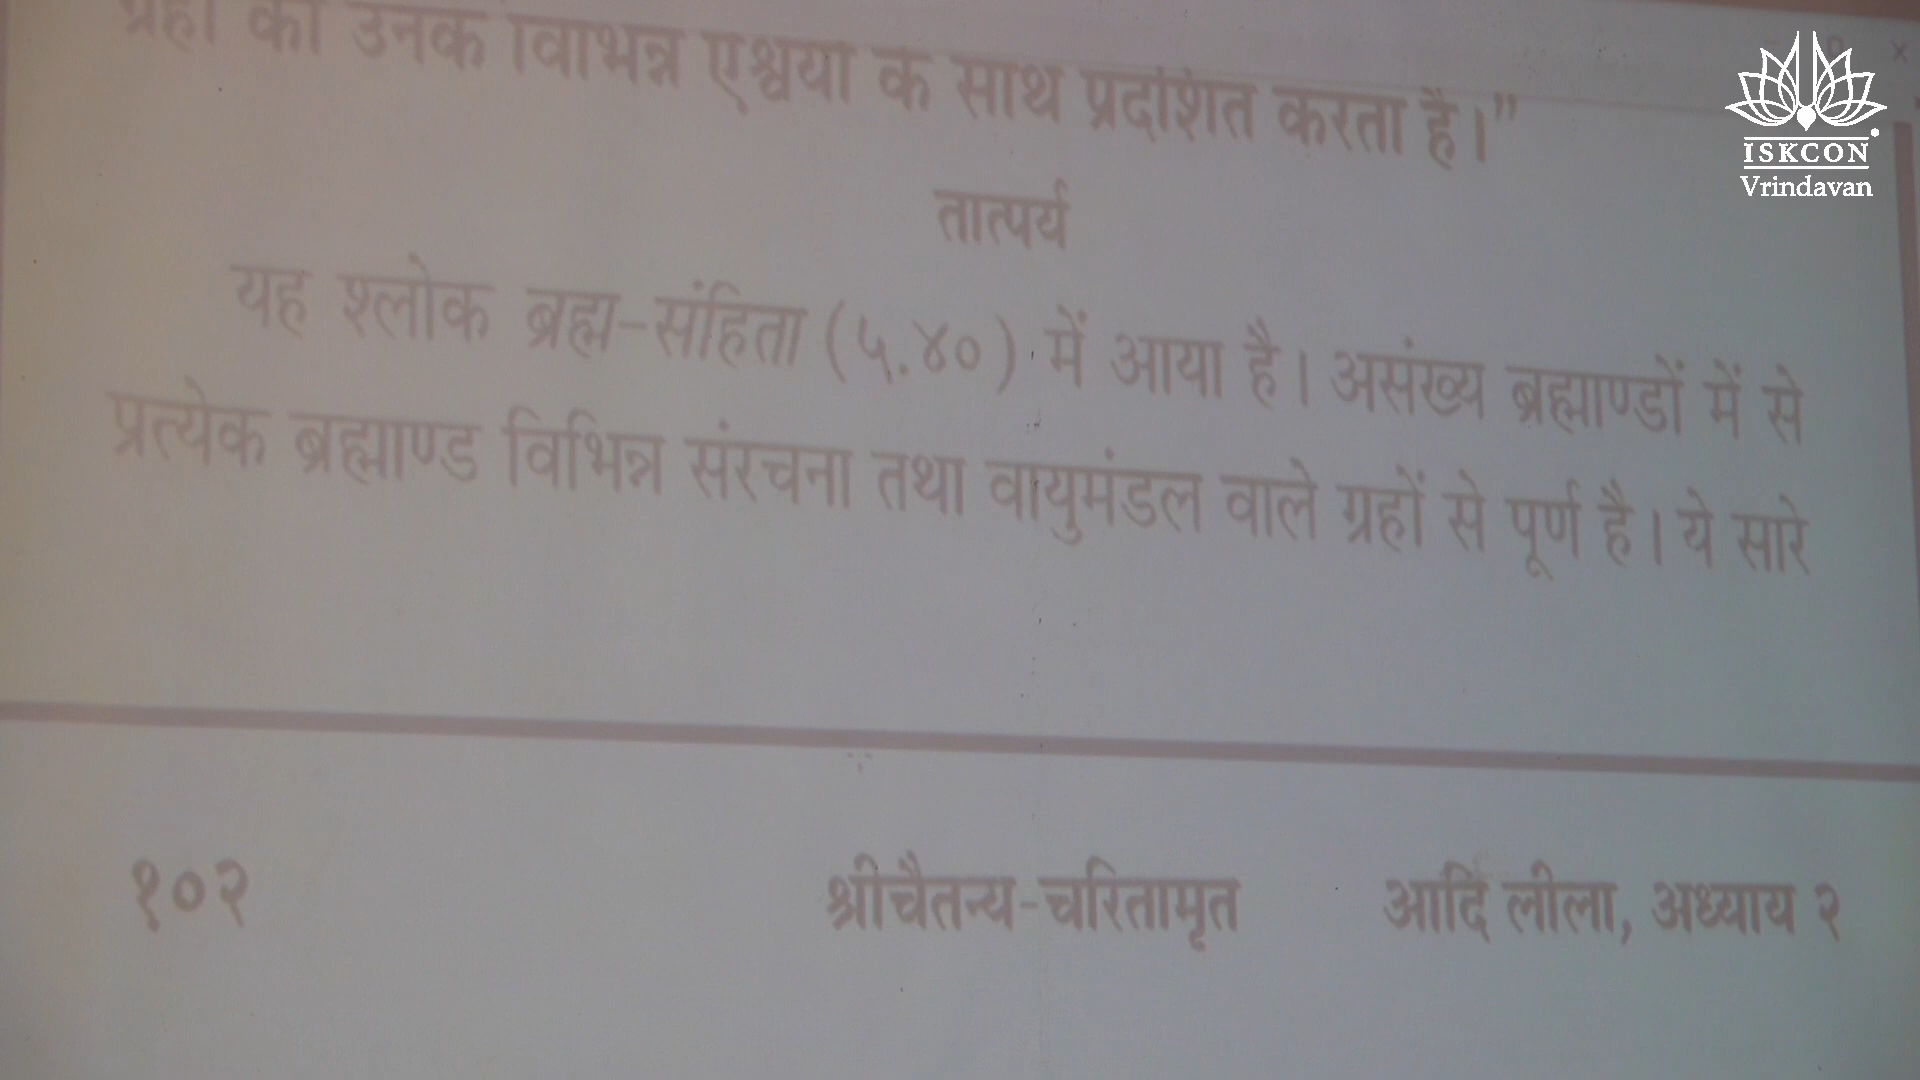 ग्रहों को उनके विभिन्न ऐश्वर्यों के साथ प्रदर्शित करता है।”
ISKCON
Vrindavan
तात्पर्य
यह श्लोक ब्रह्म-संहिता (५.४०) में आया है। असंख्य ब्रह्माण्डों में से
प्रत्येक ब्रह्माण्ड विभिन्न संरचना तथा वायुमंडल वाले ग्रहों से पूर्ण है। ये सारे
१०२ श्रीचैतन्य-चरितामृत आदि लीला, अध्याय २